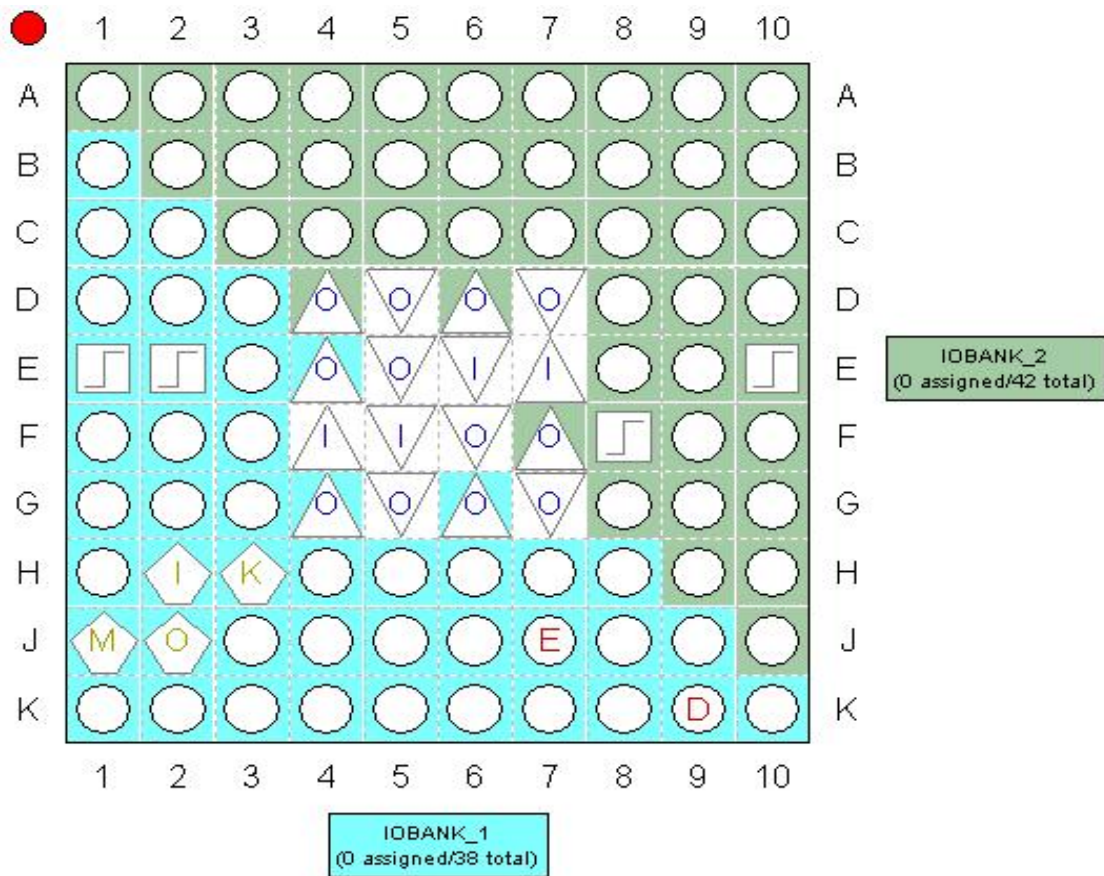 1 2 3 4 5 6 7 8 9 10
A A
B B
C C
D O O O O D
E O O I I E
IOBANK_2
(0 assigned/42 total)
F I I O O F
G O O O O G
H I K H
J M O E J
K D K
1 2 3 4 5 6 7 8 9 10
IOBANK_1
(0 assigned/38 total)